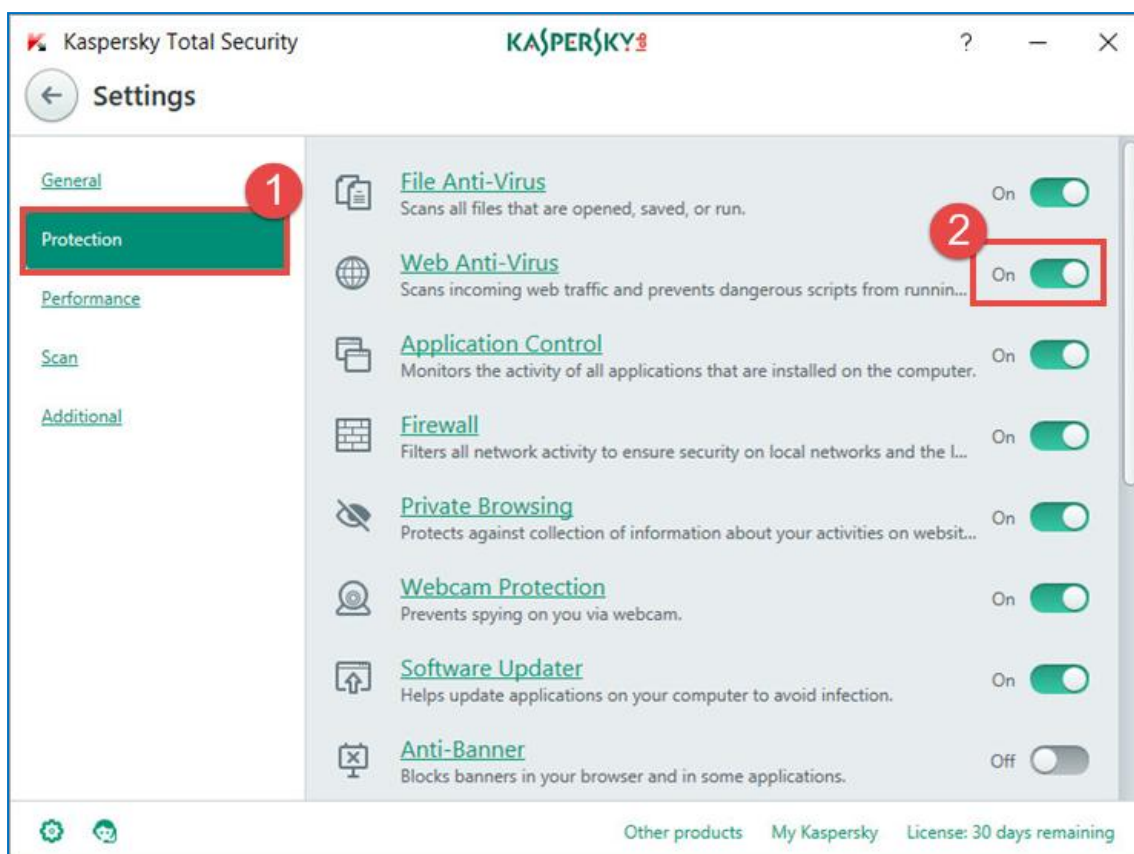 Kaspersky Total Security
KASPERSKY lab
? 
Settings
General
1
Protection
Performance
Scan
Additional
File Anti-Virus
Scans all files that are opened, saved, or run.
On
2
Web Anti-Virus
Scans incoming web traffic and prevents dangerous scripts from runnin...
On
Application Control
Monitors the activity of all applications that are installed on the computer.
On
Firewall
Filters all network activity to ensure security on local networks and the I...
On
Private Browsing
Protects against collection of information about your activities on websit...
On
Webcam Protection
Prevents spying on you via webcam.
On
Software Updater
Helps update applications on your computer to avoid infection.
On
Anti-Banner
Blocks banners in your browser and in some applications.
Off
Other products My Kaspersky License: 30 days remaining